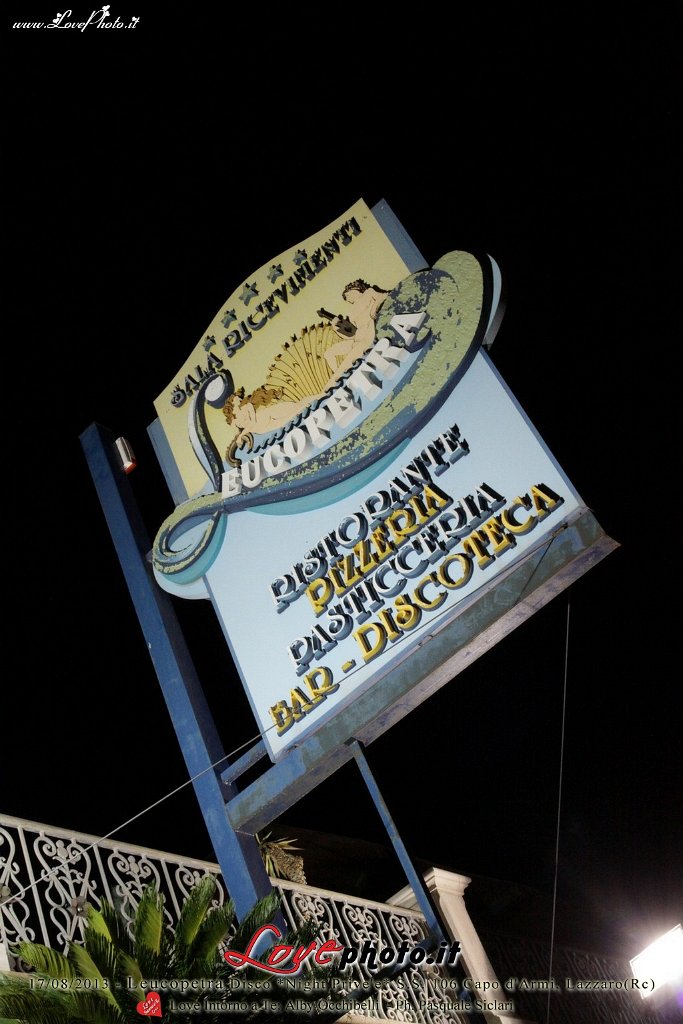 www.LovePhoto.it
SALA RICEVIMENTI
LEUCOPETRA
RISTORANTE
PIZZERIA
PASTICCERIA
BAR - DISCOTECA
Lovephoto.it
17/08/2013 - Leucopetra Disco "Night Prive'e" S.S. 106 Capo d'Armi, Lazzaro(Rc)
Love Intorno a Te: Alby Occhibelli - Ph. Pasquale Siclari